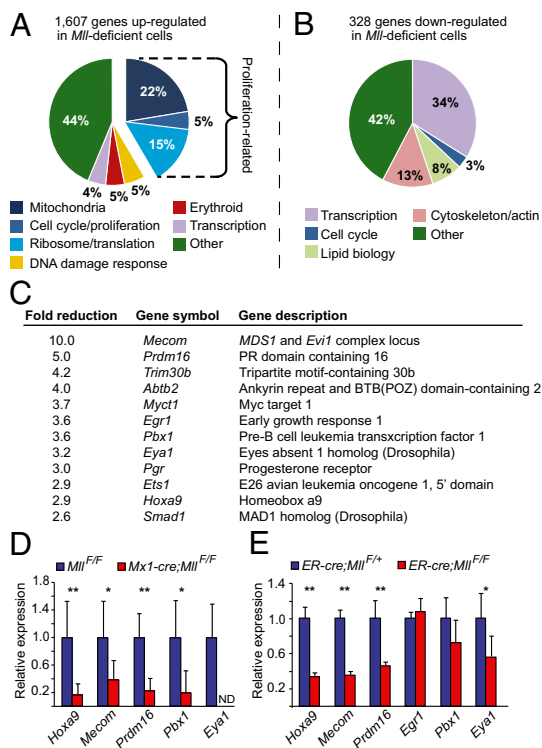 A
1,607 genes up-regulated
in Mll-deficient cells
22%
5%
15%
5%
5%
4%
44%
Proliferation-related
Mitochondria
Cell cycle/proliferation
Ribosome/translation
DNA damage response
Erythroid
Transcription
Other
B
328 genes down-regulated
in Mll-deficient cells
34%
3%
8%
13%
42%
Transcription
Cell cycle
Lipid biology
Cytoskeleton/actin
Other
C
Fold reduction Gene symbol Gene description
10.0 Mecom MDS1 and Evi1 complex locus
5.0 Prdm16 PR domain containing 16
4.2 Trim30b Tripartite motif-containing 30b
4.0 Abtb2 Ankyrin repeat and BTB(POZ) domain-containing 2
3.7 Myct1 Myc target 1
3.6 Egr1 Early growth response 1
3.6 Pbx1 Pre-B cell leukemia transxcription factor 1
3.2 Eya1 Eyes absent 1 homolog (Drosophila)
3.0 Pgr Progesterone receptor
2.9 Ets1 E26 avian leukemia oncogene 1, 5' domain
2.9 Hoxa9 Homeobox a9
2.6 Smad1 MAD1 homolog (Drosophila)
D
Mll F/F Mx1-cre;Mll F/F
Relative expression
1.8
1.4
1.0
0.6
0.2
** * ** *
ND
Hoxa9 Mecom Prdm16 Pbx1 Eya1
E
ER-cre;Mll F/+ ER-cre;Mll F/F
Relative expression
1.4
1.0
0.6
0.2
** ** ** *
Hoxa9 Mecom Prdm16 Egr1 Pbx1 Eya1